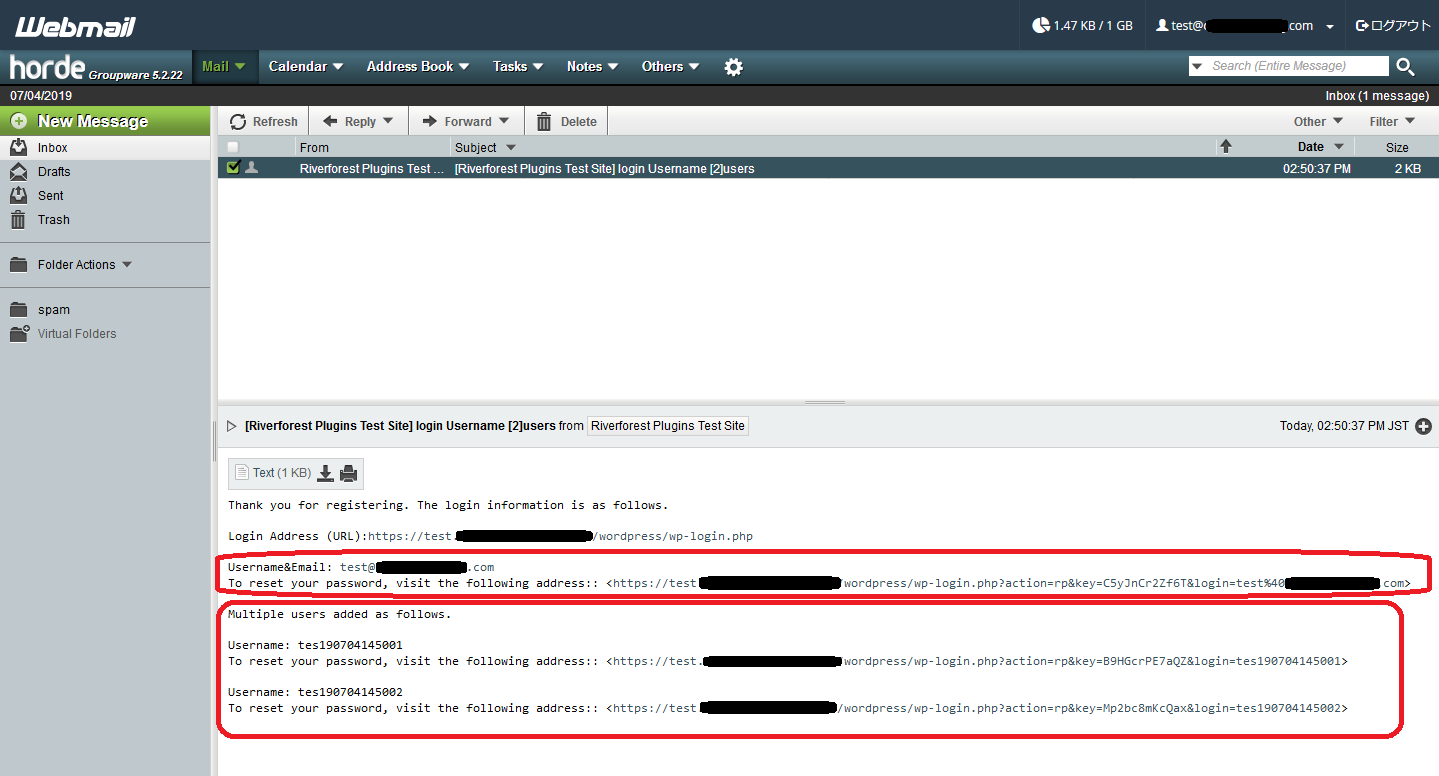 Webmail
1.47 KB / 1 GB
test@
.com
ログアウト
horde Groupware 5.2.22
Mail
Calendar
Address Book
Tasks
Notes
Others
Search (Entire Message)
07/04/2019
Inbox (1 message)
New Message
Inbox
Drafts
Sent
Trash
Folder Actions
spam
Virtual Folders
Refresh
Reply
Forward
Delete
Other
Filter
From
Subject
Date
Size
Riverforest Plugins Test ...
[Riverforest Plugins Test Site] login Username [2]users
02:50:37 PM
2 KB
[Riverforest Plugins Test Site] login Username [2]users from Riverforest Plugins Test Site
Today, 02:50:37 PM JST
Text (1 KB)
Thank you for registering. The login information is as follows.
Login Address (URL):https://test. /wordpress/wp-login.php
Username&Email: test@ .com
To reset your password, visit the following address:: <https://test. /wordpress/wp-login.php?action=rp&key=C5yJnCr2Zf6T&login=test%40 .com>
Multiple users added as follows.
Username: tes190704145001
To reset your password, visit the following address:: <https://test. /wordpress/wp-login.php?action=rp&key=B9HGcrPE7aQZ&login=tes190704145001>
Username: tes190704145002
To reset your password, visit the following address:: <https://test. /wordpress/wp-login.php?action=rp&key=Mp2bc8mKcQax&login=tes190704145002>